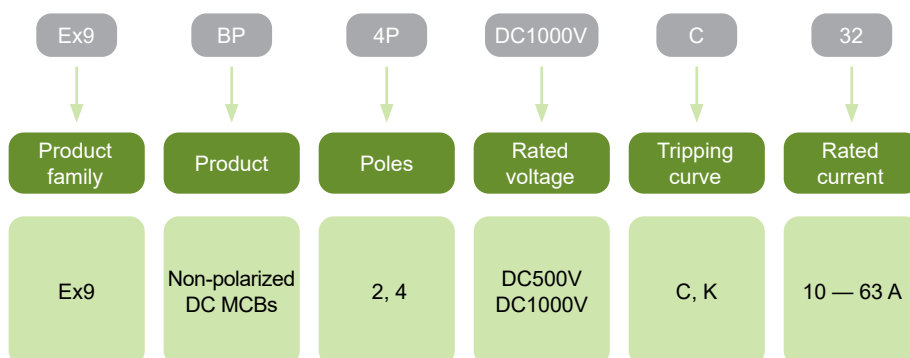 Ex9
BP
4P
DC1000V
C
32
Product
family
Product
Poles
Rated
voltage
Tripping
curve
Rated
current
Ex9
Non-polarized
DC MCBs
2, 4
DC500V
DC1000V
C, K
10 — 63 A